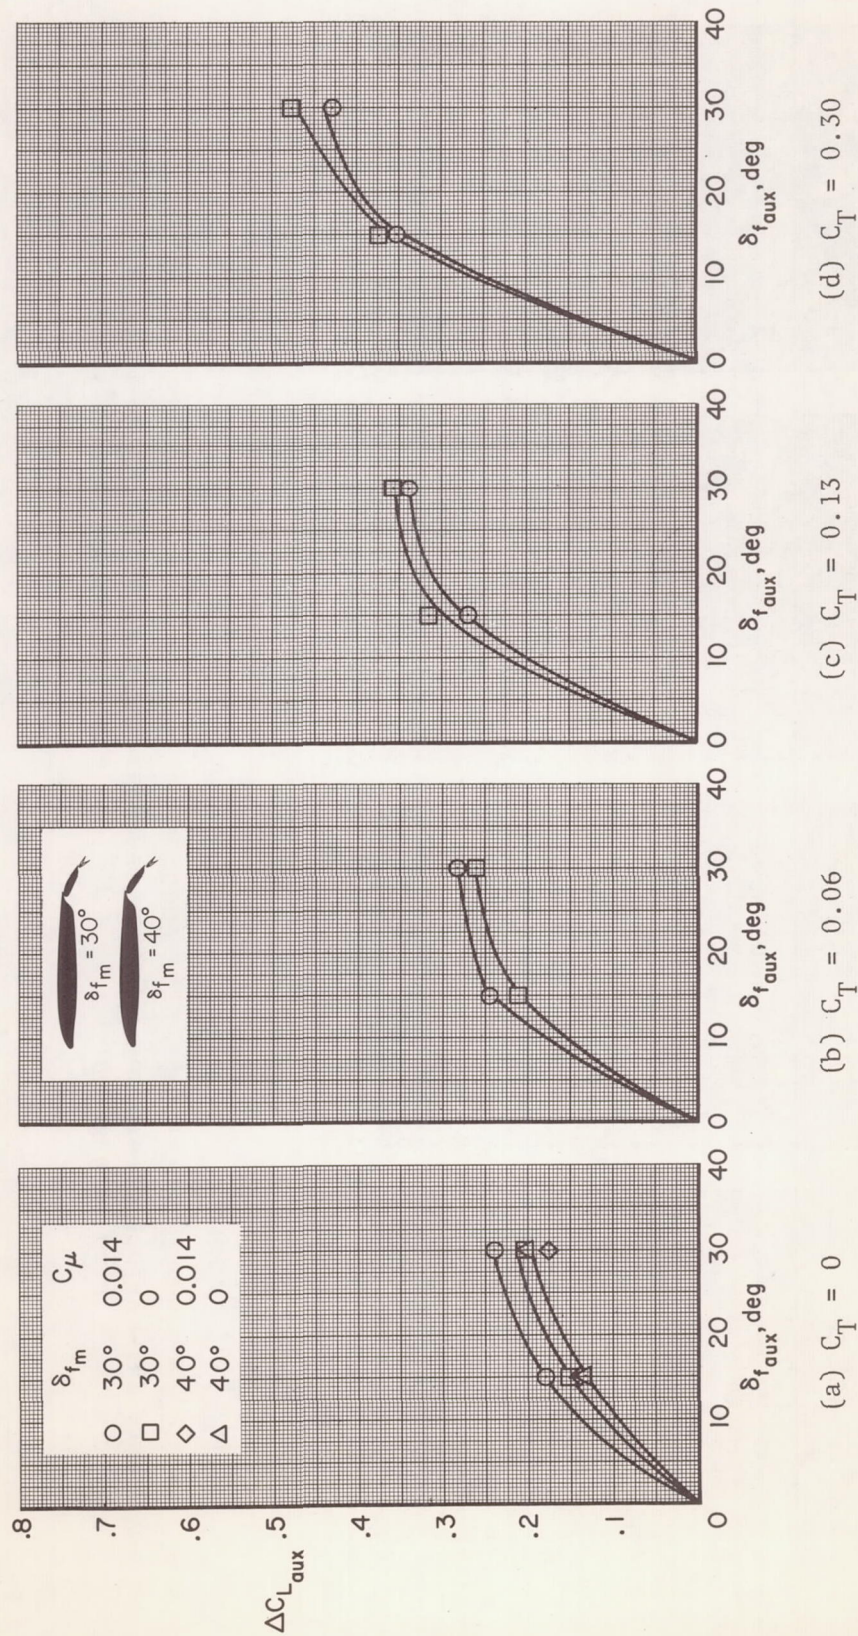 ΔC_L_aux
.8
.7
.6
.5
.4
.3
.2
.1
0 10 20 30 40
δ_f_aux, deg
δ_f_m C_μ
○ 30° 0.014
□ 30° 0
◇ 40° 0.014
△ 40° 0
(a) C_T = 0
0 10 20 30 40
δ_f_aux, deg
δ_f_m = 30°
δ_f_m = 40°
(b) C_T = 0.06
0 10 20 30 40
δ_f_aux, deg
(c) C_T = 0.13
0 10 20 30 40
δ_f_aux, deg
(d) C_T = 0.30